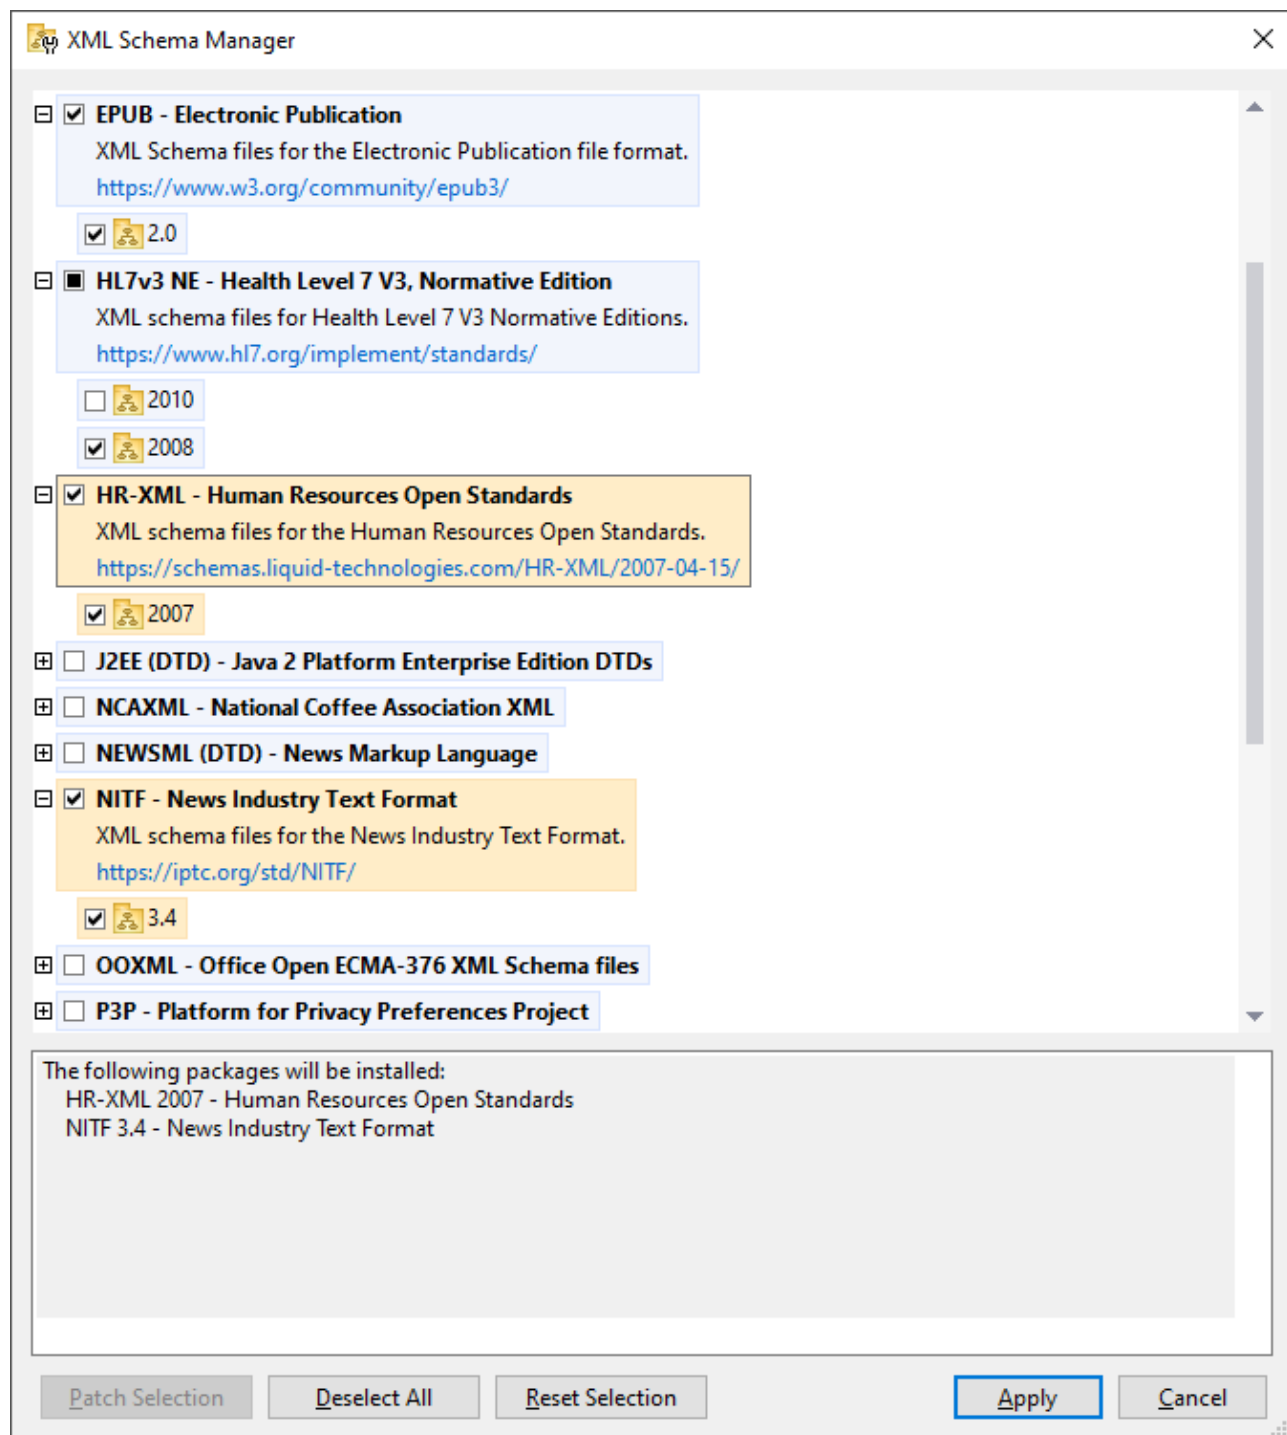 XML Schema Manager
EPUB - Electronic Publication
XML Schema files for the Electronic Publication file format.
https://www.w3.org/community/epub3/
2.0
HL7v3 NE - Health Level 7 V3, Normative Edition
XML schema files for Health Level 7 V3 Normative Editions.
https://www.hl7.org/implement/standards/
2010
2008
HR-XML - Human Resources Open Standards
XML schema files for the Human Resources Open Standards.
https://schemas.liquid-technologies.com/HR-XML/2007-04-15/
2007
J2EE (DTD) - Java 2 Platform Enterprise Edition DTDs
NCAXML - National Coffee Association XML
NEWSML (DTD) - News Markup Language
NITF - News Industry Text Format
XML schema files for the News Industry Text Format.
https://iptc.org/std/NITF/
3.4
OOXML - Office Open ECMA-376 XML Schema files
P3P - Platform for Privacy Preferences Project
The following packages will be installed:
HR-XML 2007 - Human Resources Open Standards
NITF 3.4 - News Industry Text Format
Patch Selection Deselect All Reset Selection Apply Cancel